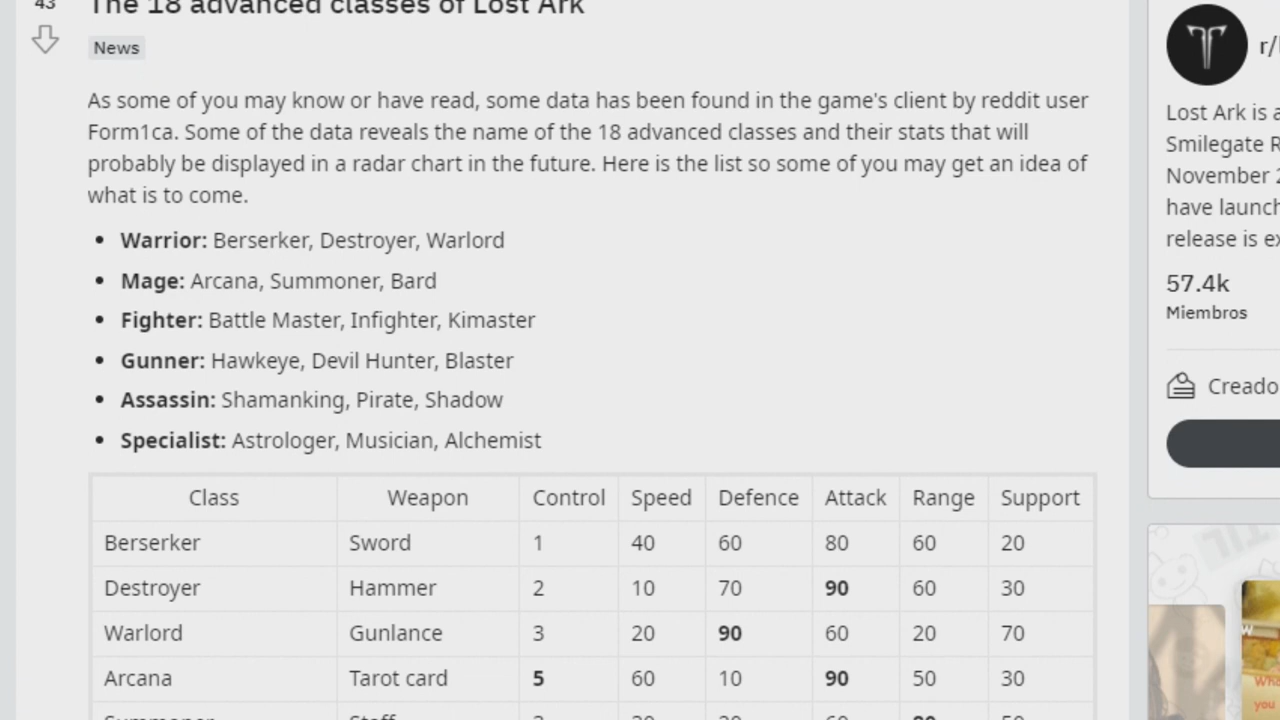 43
The 18 advanced classes of Lost Ark
News
As some of you may know or have read, some data has been found in the game's client by reddit user
Form1ca. Some of the data reveals the name of the 18 advanced classes and their stats that will
probably be displayed in a radar chart in the future. Here is the list so some of you may get an idea of
what is to come.
Warrior: Berserker, Destroyer, Warlord
Mage: Arcana, Summoner, Bard
Fighter: Battle Master, Infighter, Kimaster
Gunner: Hawkeye, Devil Hunter, Blaster
Assassin: Shamanking, Pirate, Shadow
Specialist: Astrologer, Musician, Alchemist
Class Weapon Control Speed Defence Attack Range Support
Berserker Sword 1 40 60 80 60 20
Destroyer Hammer 2 10 70 90 60 30
Warlord Gunlance 3 20 90 60 20 70
Arcana Tarot card 5 60 10 90 50 30
Summoner Staff
r/
Lost Ark is a
Smilegate R
November 2
have launch
release is ex
57.4k
Miembros
Creado
you